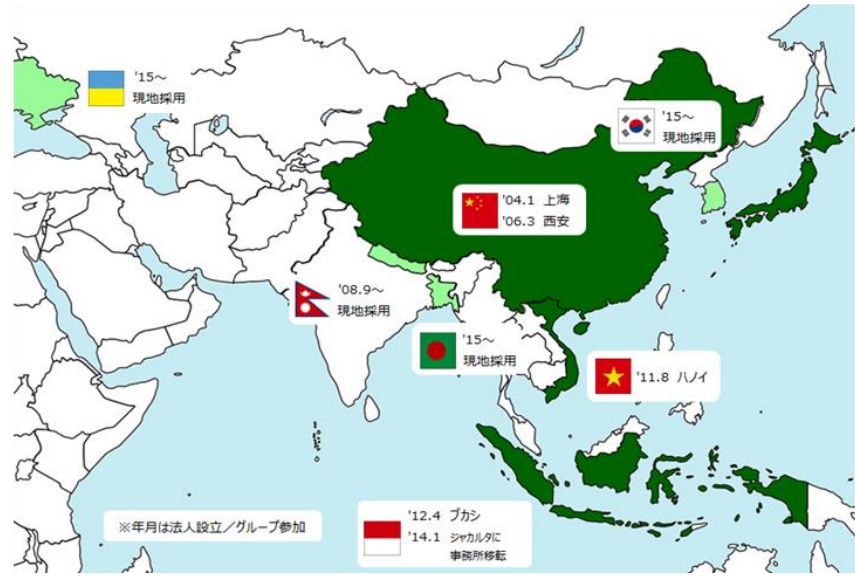 '15～
現地採用
'15～
現地採用
'04.1 上海
'06.3 西安
'08.9～
現地採用
'15～
現地採用
'11.8 ハノイ
'12.4 ブカシ
'14.1 ジャカルタに
事務所移転
※年月は法人設立／グループ参加